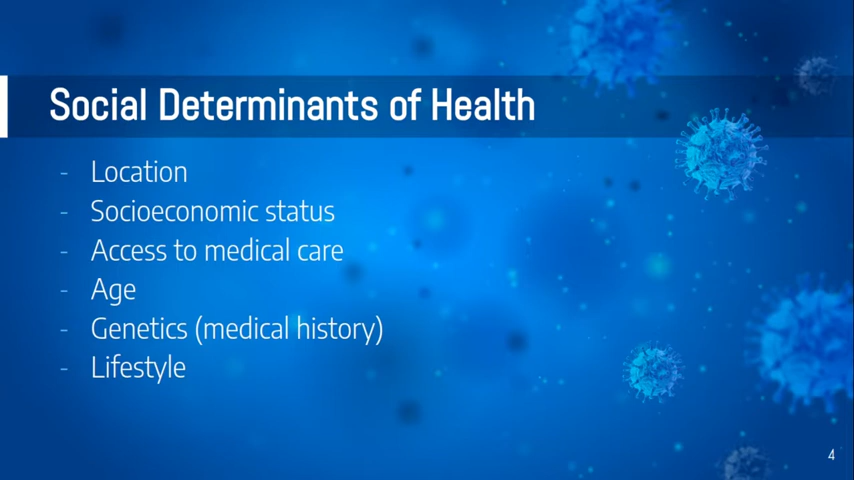 Social Determinants of Health
- Location
- Socioeconomic status
- Access to medical care
- Age
- Genetics (medical history)
- Lifestyle
4